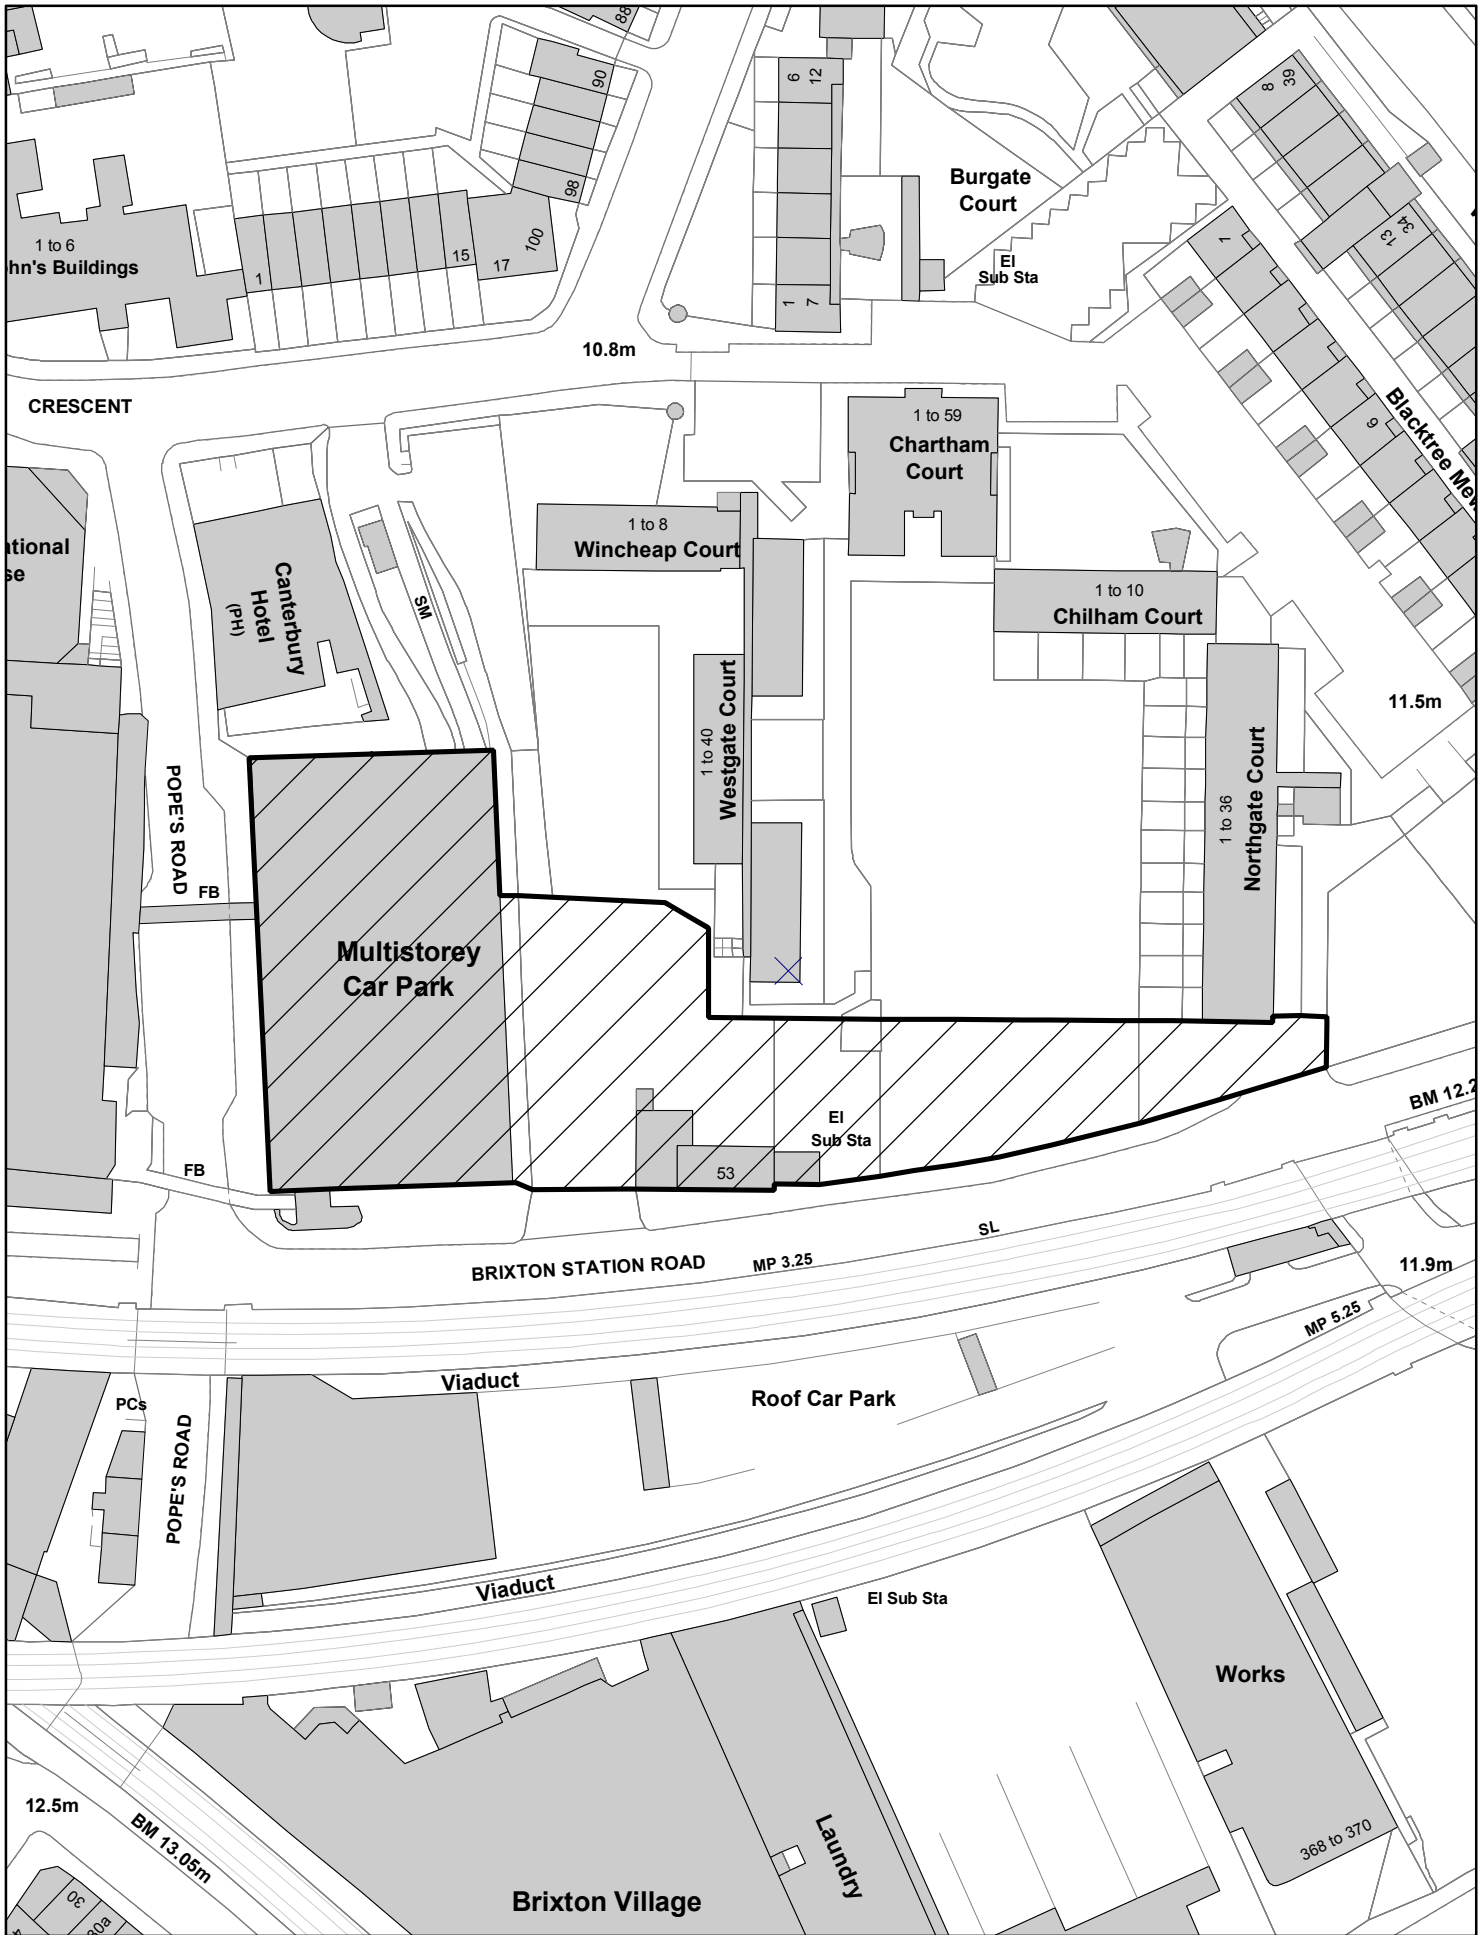 88
90
98
100
1 to 6
hn's Buildings
1
15
17
6
12
1
7
Burgate
Court
El
Sub Sta
8
39
13
34
7
6
Blacktree Mew
10.8m
CRESCENT
1 to 59
Chartham
Court
ational
se
Canterbury
Hotel
(PH)
SM
1 to 8
Wincheap Court
1 to 10
Chilham Court
1 to 40
Westgate Court
11.5m
1 to 36
Northgate Court
POPE'S ROAD
FB
Multistorey
Car Park
El
Sub Sta
53
FB
BM 12.2
BRIXTON STATION ROAD
MP 3.25
SL
11.9m
MP 5.25
Viaduct
Roof Car Park
PCs
POPE'S ROAD
Viaduct
El Sub Sta
Works
368 to 370
12.5m
BM 13.05m
Laundry
Brixton Village
30
30a